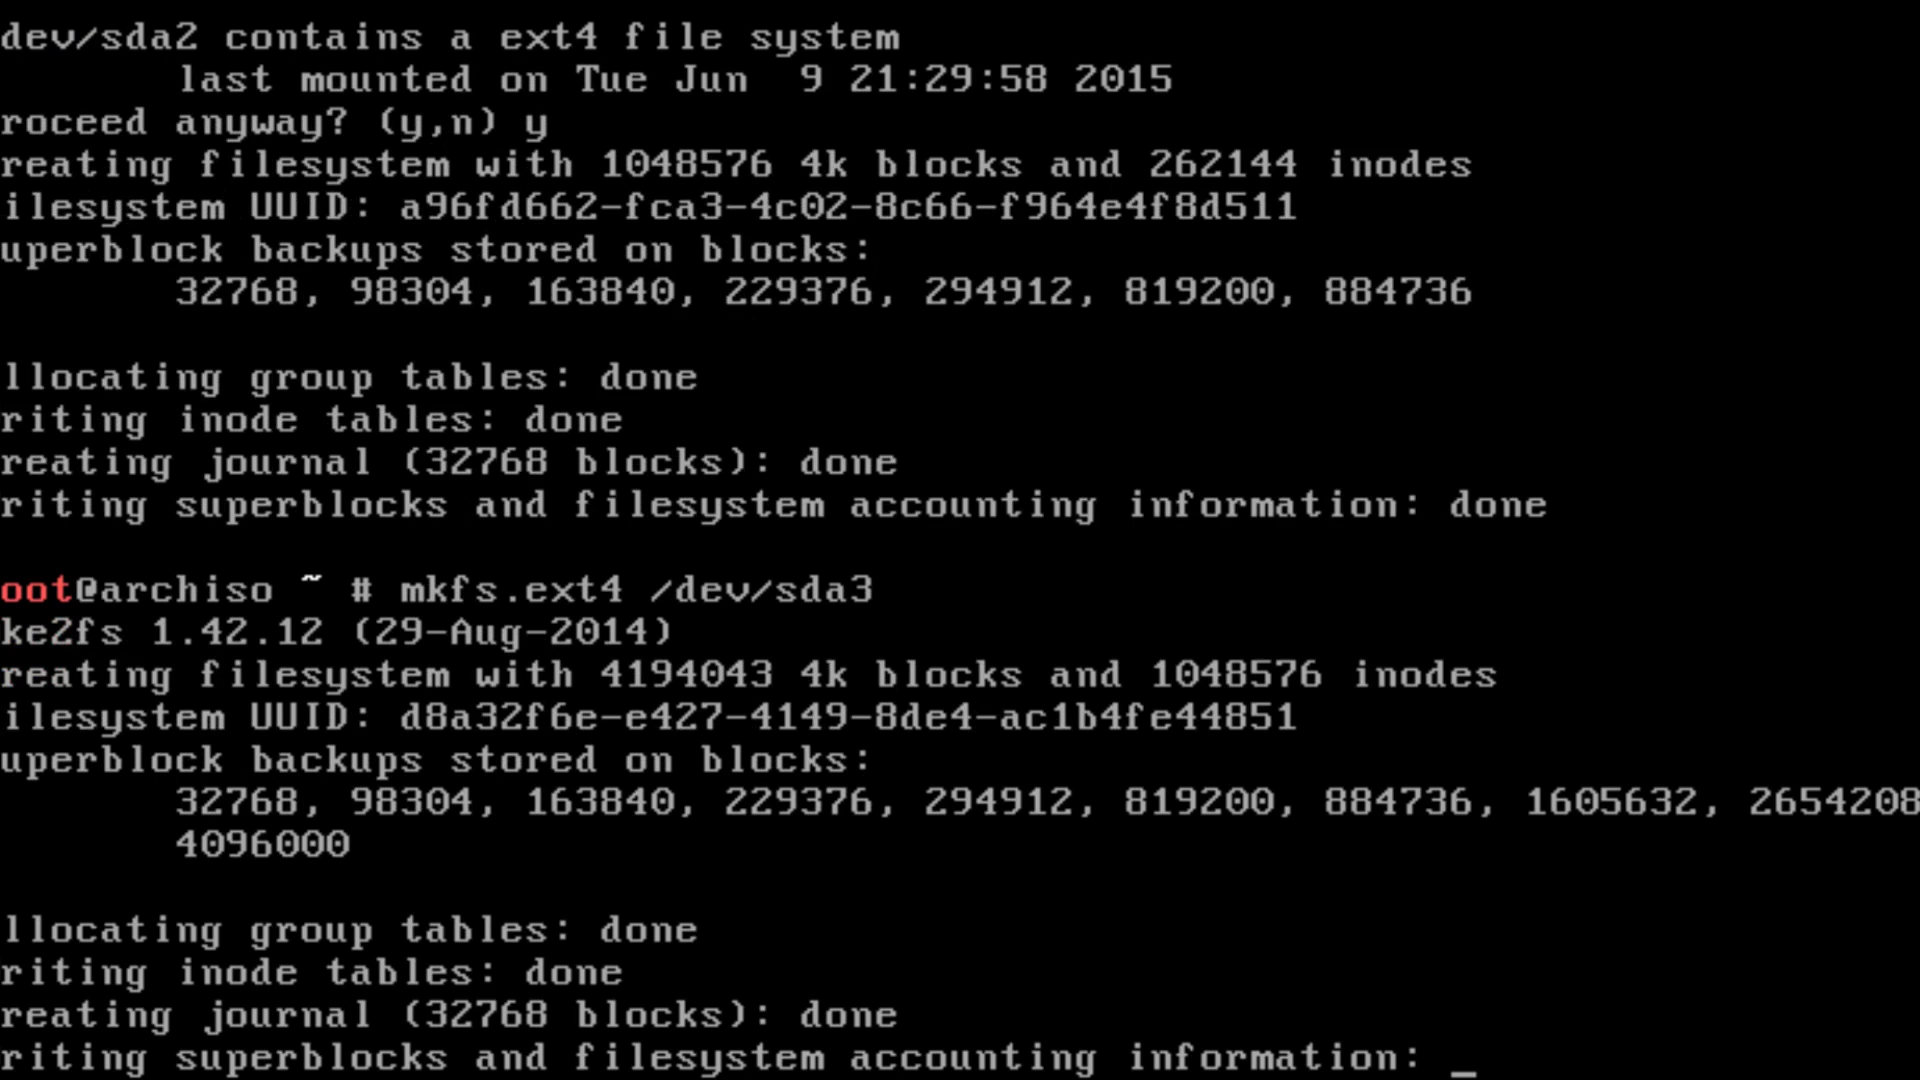 dev/sda2 contains a ext4 file system
last mounted on Tue Jun  9 21:29:58 2015
roceed anyway? (y,n) y
reating filesystem with 1048576 4k blocks and 262144 inodes
ilesystem UUID: a96fd662-fca3-4c02-8c66-f964e4f8d511
uperblock backups stored on blocks:
32768, 98304, 163840, 229376, 294912, 819200, 884736
llocating group tables: done
riting inode tables: done
reating journal (32768 blocks): done
riting superblocks and filesystem accounting information: done
oot@archiso ~ # mkfs.ext4 /dev/sda3
ke2fs 1.42.12 (29-Aug-2014)
reating filesystem with 4194043 4k blocks and 1048576 inodes
ilesystem UUID: d8a32f6e-e427-4149-8de4-ac1b4fe44851
uperblock backups stored on blocks:
32768, 98304, 163840, 229376, 294912, 819200, 884736, 1605632, 2654208
4096000
llocating group tables: done
riting inode tables: done
reating journal (32768 blocks): done
riting superblocks and filesystem accounting information: _